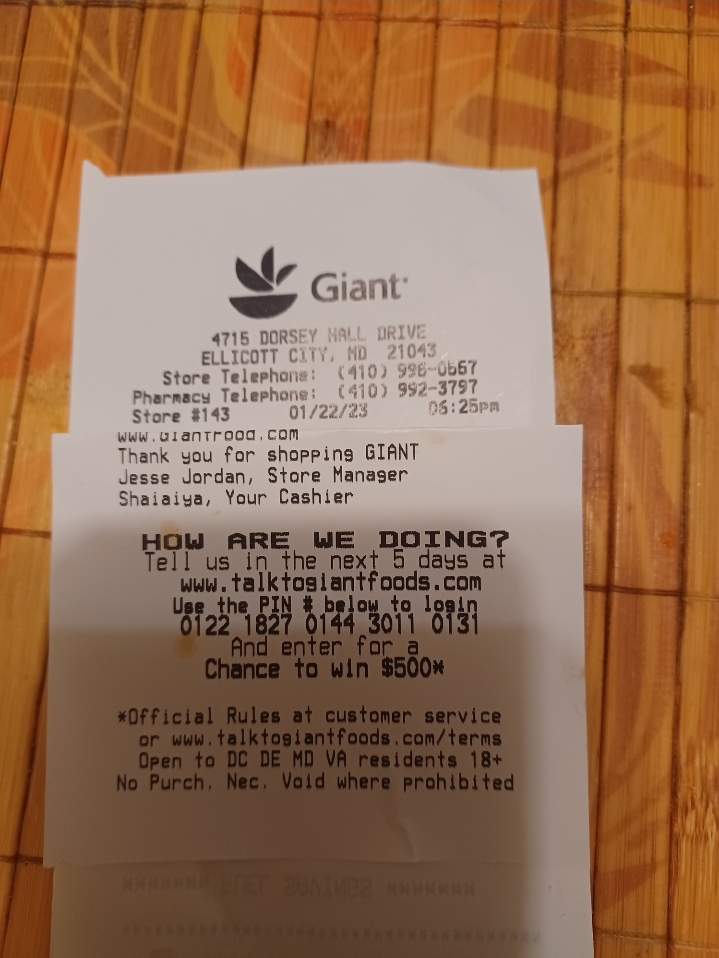 Giant
4715 DORSEY HALL DRIVE
ELLICOTT CITY, MD 21043
Store Telephone: (410) 996-0667
Pharmacy Telephone: (410) 992-3797
Store #143 01/22/23 06:25pm
www.Giantfood.com
Thank you for shopping GIANT
Jesse Jordan, Store Manager
Shaiaiya, Your Cashier
HOW ARE WE DOING?
Tell us in the next 5 days at
www.talktogiantfoods.com
Use the PIN # below to login
0122 1827 0144 3011 0131
And enter for a
Chance to win $500*
*Official Rules at customer service
or www.talktogiantfoods.com/terms
Open to DC DE MD VA residents 18+
No Purch. Nec. Void where prohibited
******* FUEL SAVINGS *******